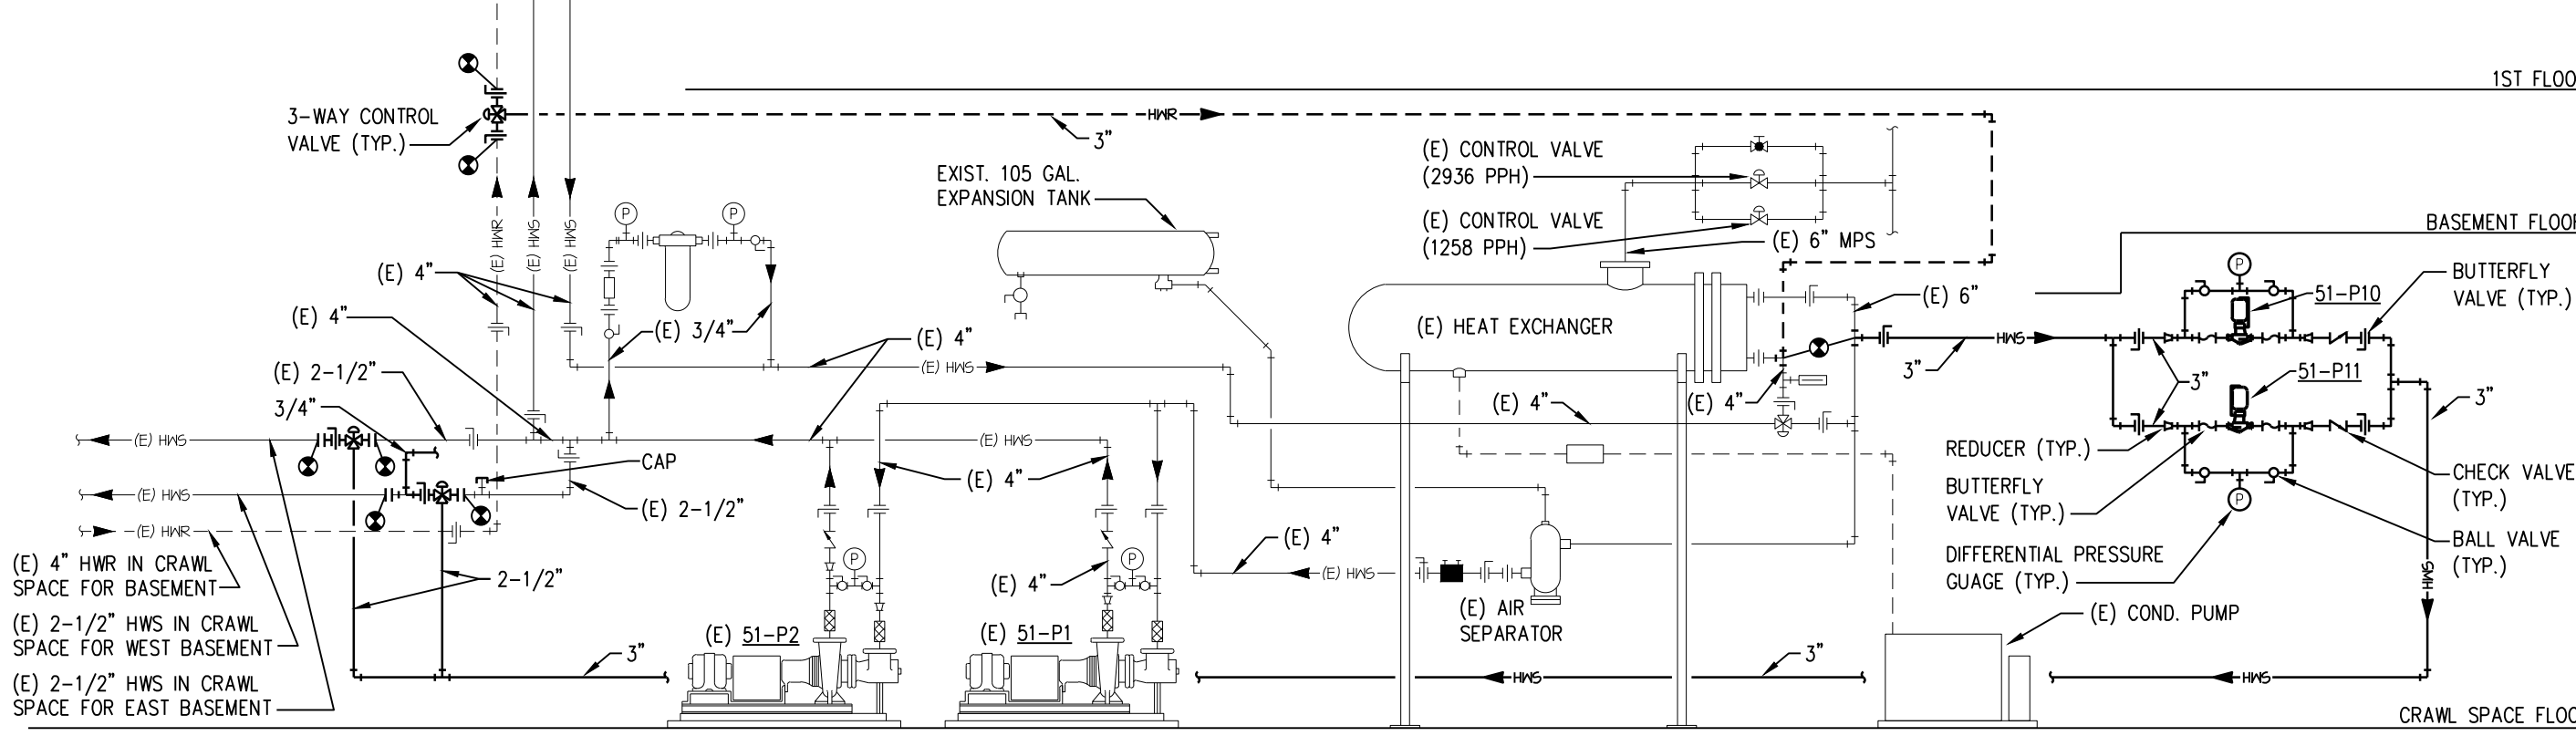 1ST FLOO
3-WAY CONTROL
VALVE (TYP.)
HWR
3"
EXIST. 105 GAL.
EXPANSION TANK
(E) CONTROL VALVE
(2936 PPH)
(E) CONTROL VALVE
(1258 PPH)
(E) 6" MPS
BASEMENT FLOOR
P
P
(E) HWR
(E) HWS
(E) HWS
(E) 4"
(E) 4"
(E) 3/4"
(E) 4"
(E) HWS
(E) HEAT EXCHANGER
(E) 6"
P
51-P10
BUTTERFLY
VALVE (TYP.)
HWS
3"
3"
51-P11
3"
(E) 2-1/2"
3/4"
(E) 4"
(E) 4"
(E) HWS
(E) HWS
CAP
(E) 4"
REDUCER (TYP.)
BUTTERFLY
VALVE (TYP.)
CHECK VALVE
(TYP.)
P
(E) HWS
(E) 2-1/2"
(E) HWR
(E) 4"
DIFFERENTIAL PRESSURE
GUAGE (TYP.)
BALL VALVE
(TYP.)
HWS
(E) 4" HWR IN CRAWL
SPACE FOR BASEMENT
2-1/2"
P
P
(E) 4"
(E) HWS
(E) AIR
SEPARATOR
(E) COND. PUMP
(E) 2-1/2" HWS IN CRAWL
SPACE FOR WEST BASEMENT
(E) 51-P2
(E) 51-P1
3"
3"
HWS
HWS
(E) 2-1/2" HWS IN CRAWL
SPACE FOR EAST BASEMENT
CRAWL SPACE FLOO